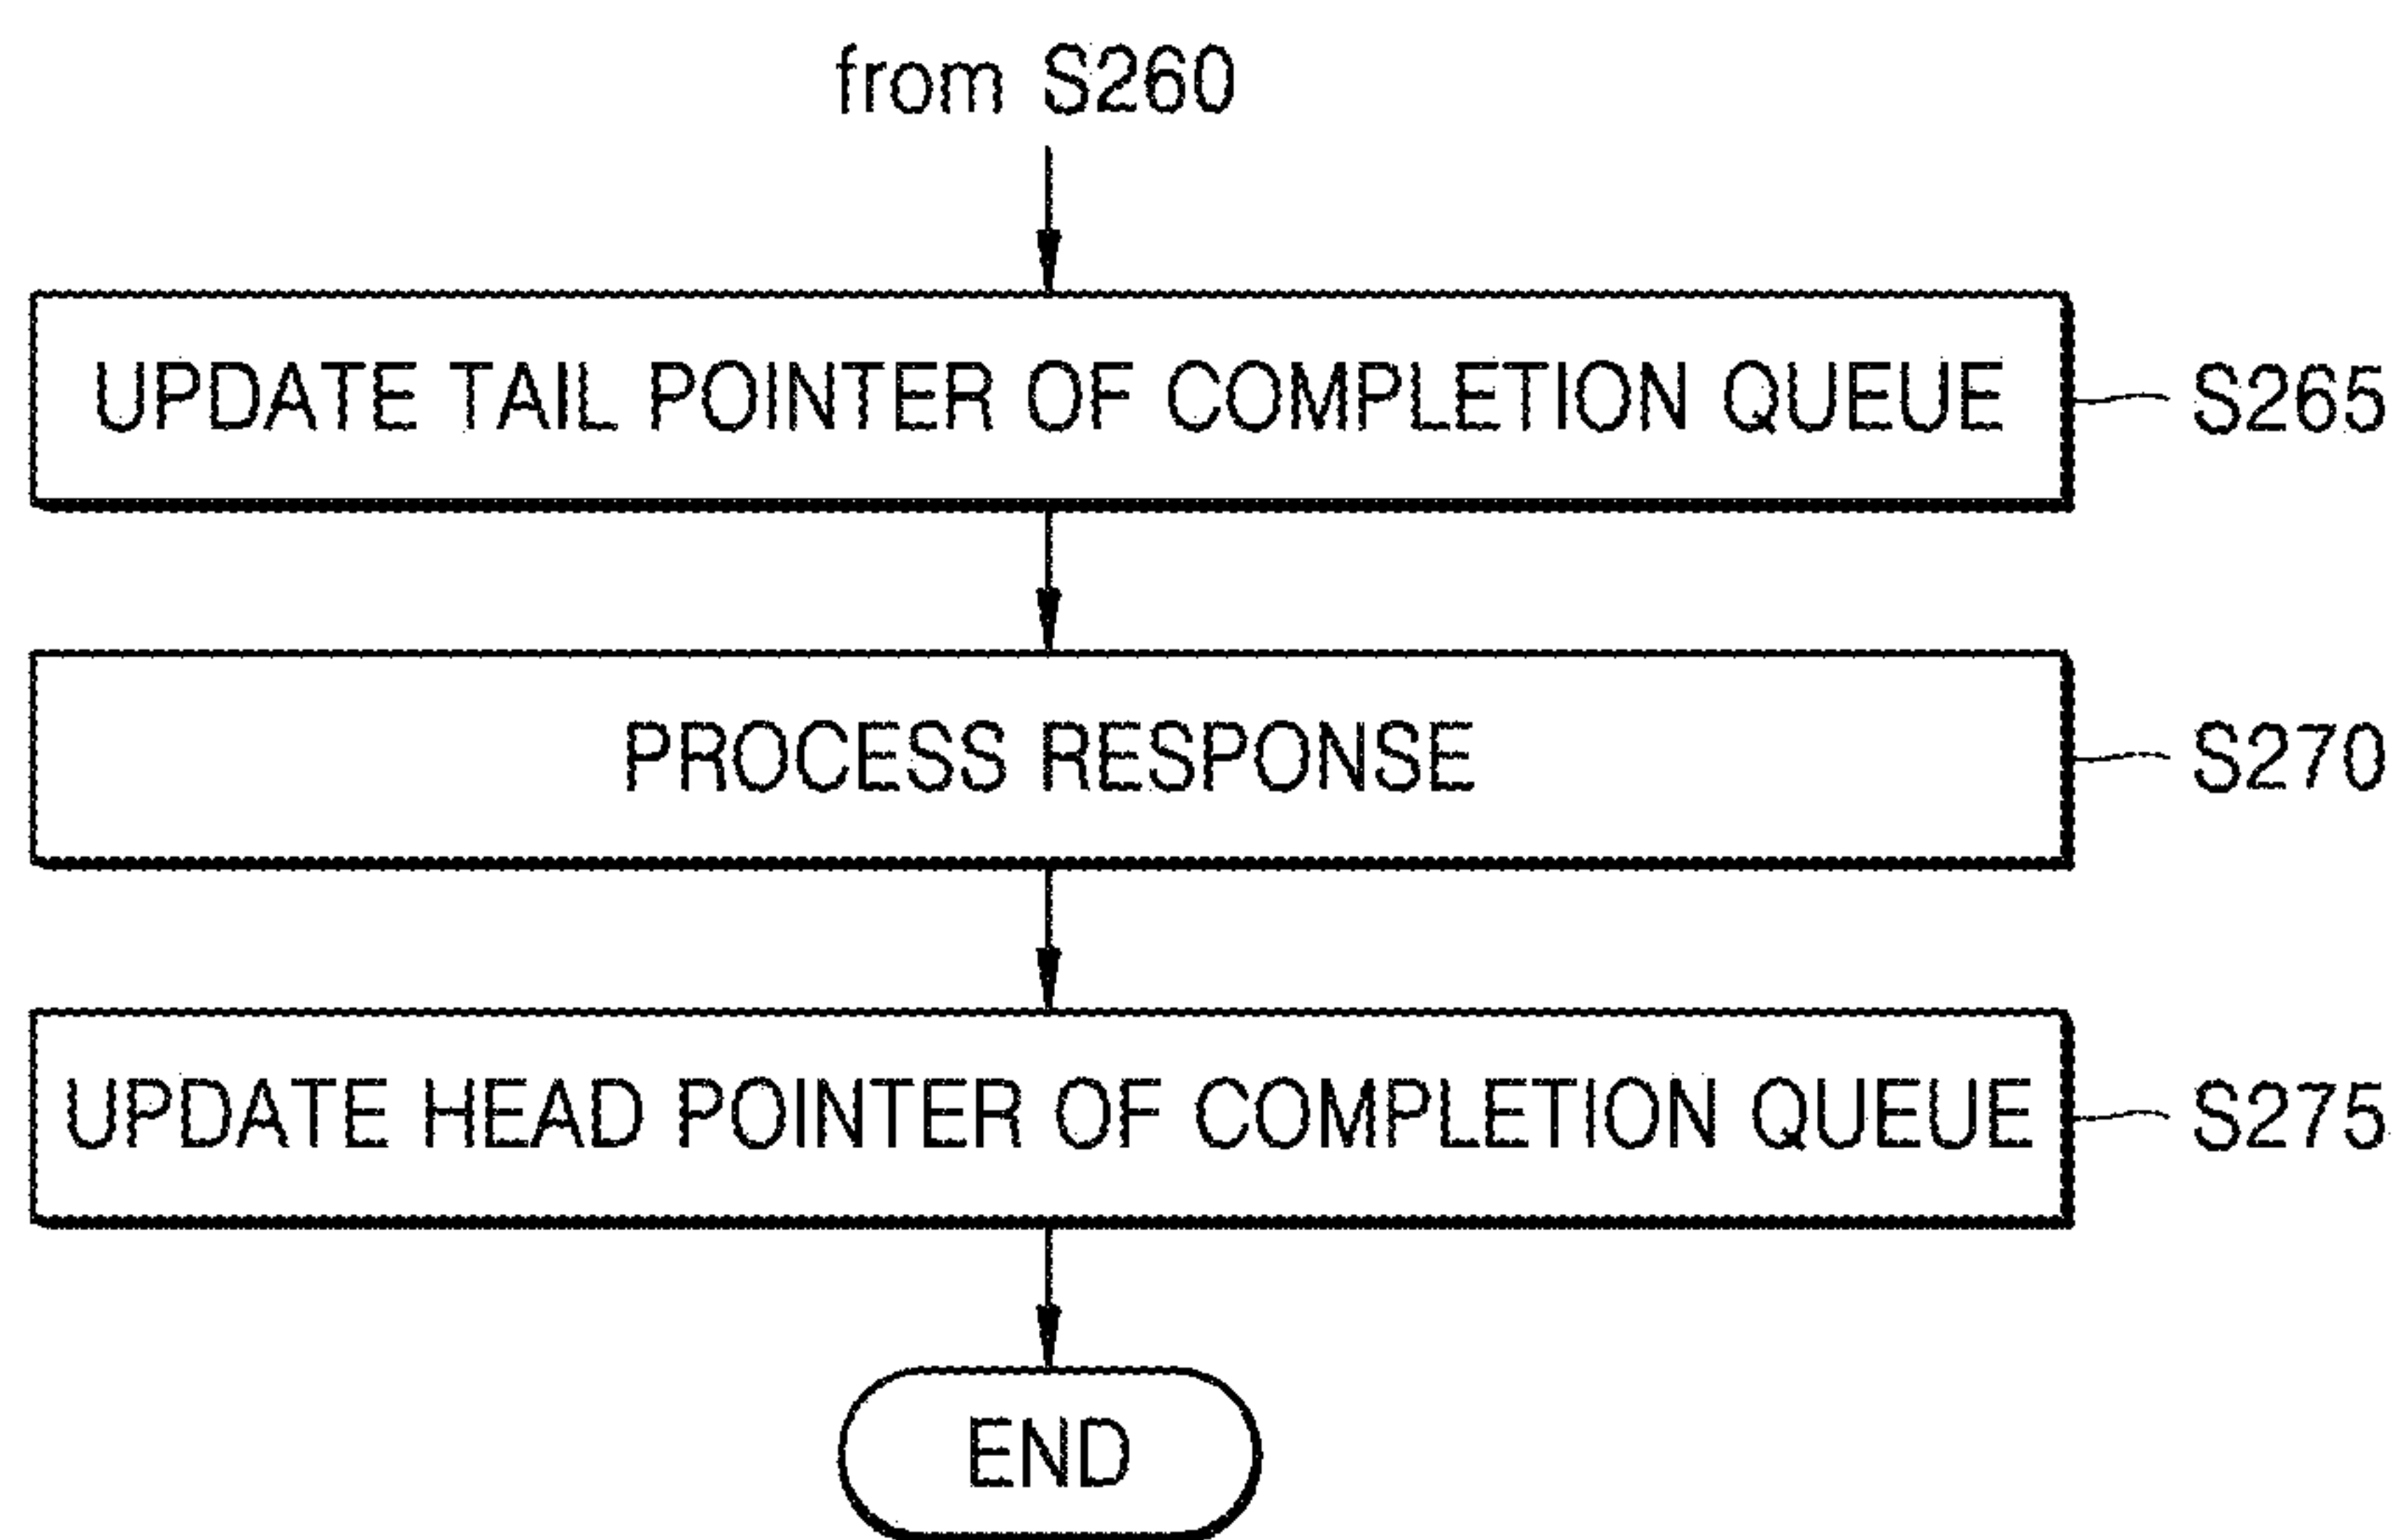 from S260
UPDATE TAIL POINTER OF COMPLETION QUEUE S265
PROCESS RESPONSE S270
UPDATE HEAD POINTER OF COMPLETION QUEUE S275
END